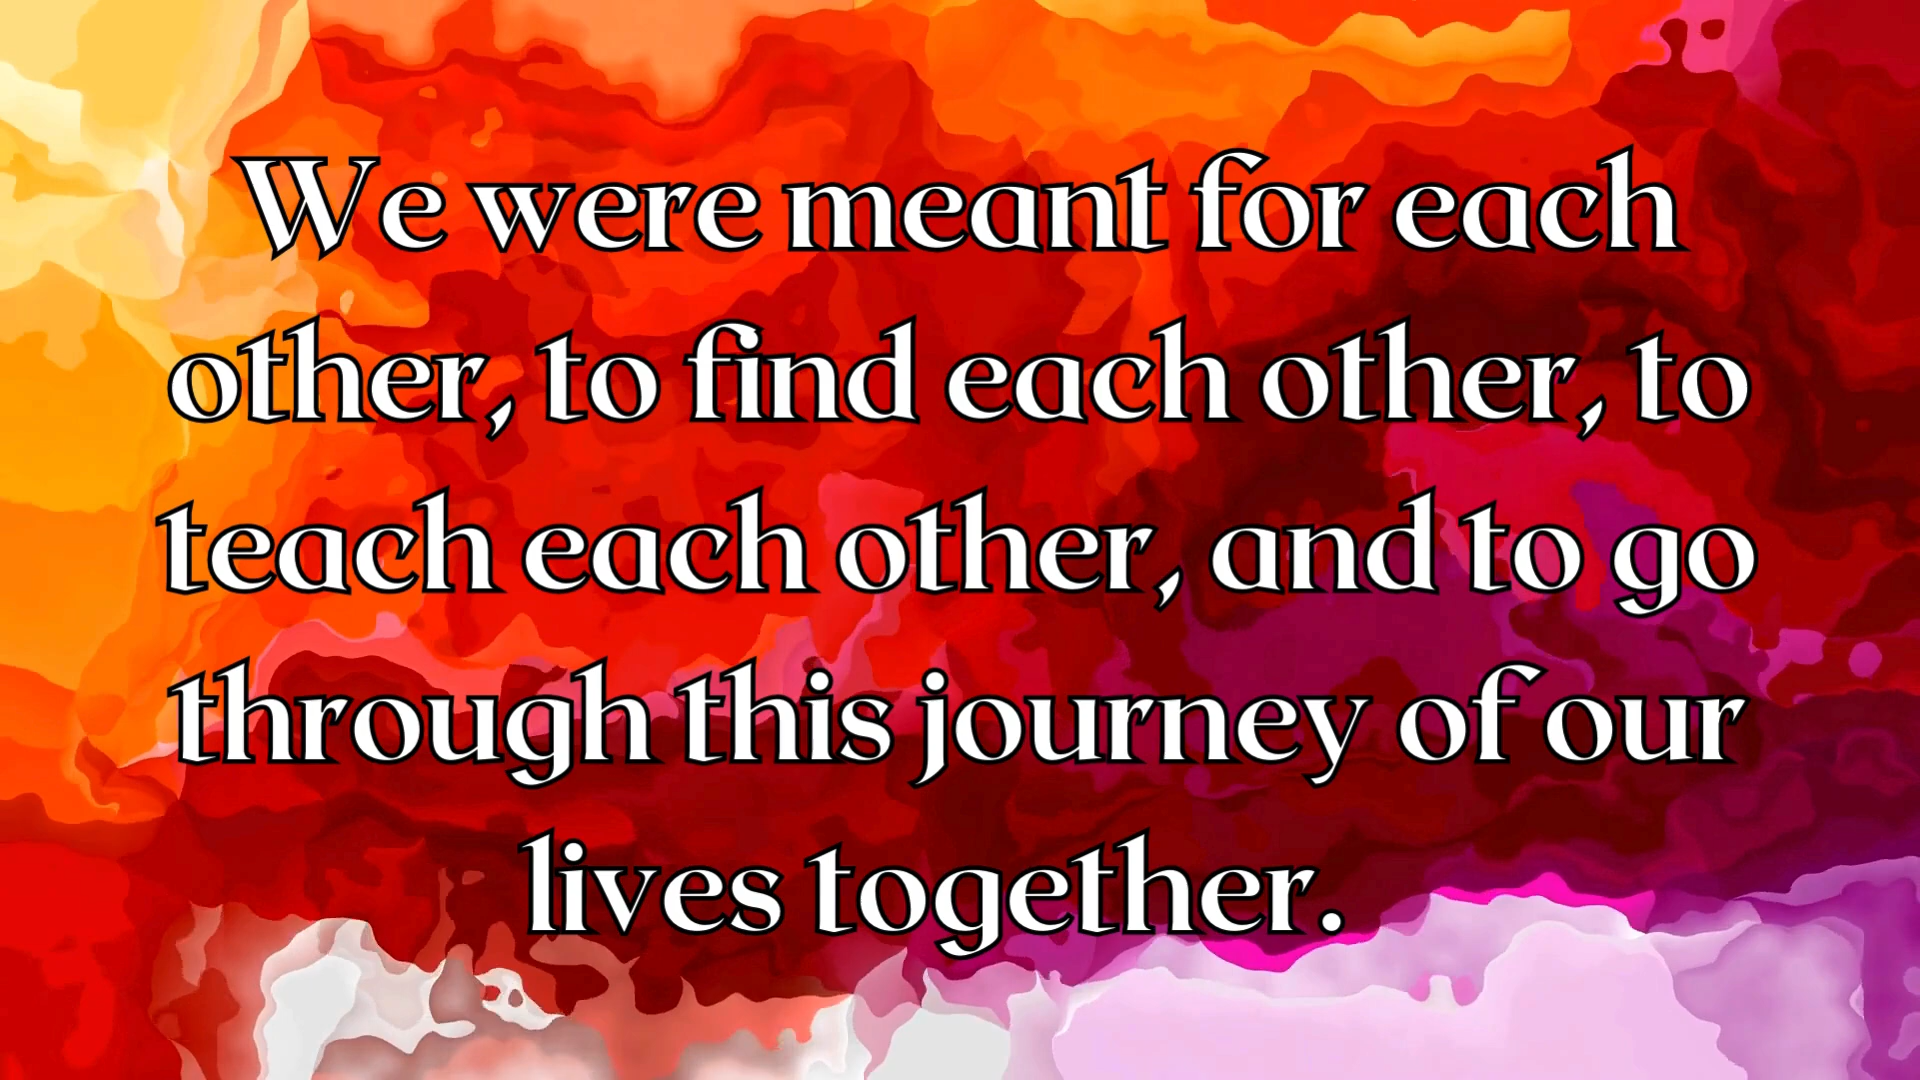 We were meant for each
other, to find each other, to
teach each other, and to go
through this journey of our
lives together.